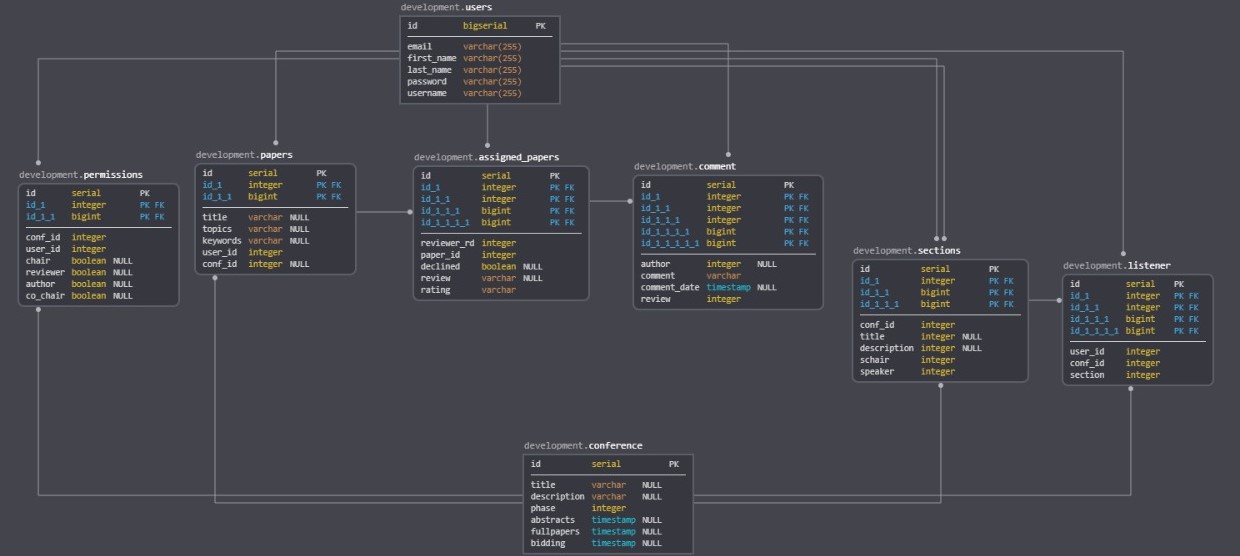 development.users
id bigserial PK
email varchar(255)
first_name varchar(255)
last_name varchar(255)
password varchar(255)
username varchar(255)
development.permissions
id serial PK
id_1 integer PK FK
id_1_1 bigint PK FK
conf_id integer
user_id integer
chair boolean NULL
reviewer boolean NULL
author boolean NULL
co_chair boolean NULL
development.papers
id serial PK
id_1 integer PK FK
id_1_1 bigint PK FK
title varchar NULL
topics varchar NULL
keywords varchar NULL
user_id integer
conf_id integer NULL
development.assigned_papers
id serial PK
id_1 integer PK FK
id_1_1 integer PK FK
id_1_1_1 bigint PK FK
id_1_1_1_1 bigint PK FK
reviewer_rd integer
paper_id integer
declined boolean NULL
review varchar NULL
rating varchar
development.comment
id serial PK
id_1 integer PK FK
id_1_1 integer PK FK
id_1_1_1 integer PK FK
id_1_1_1_1 bigint PK FK
id_1_1_1_1_1 bigint PK FK
author integer NULL
comment varchar
comment_date timestamp NULL
review integer
development.sections
id serial PK
id_1 integer PK FK
id_1_1 bigint PK FK
id_1_1_1 bigint PK FK
conf_id integer
title integer NULL
description integer NULL
schair integer
speaker integer
development.listener
id serial PK
id_1 integer PK FK
id_1_1 integer PK FK
id_1_1_1 bigint PK FK
id_1_1_1_1 bigint PK FK
user_id integer
conf_id integer
section integer
development.conference
id serial PK
title varchar NULL
description varchar NULL
phase integer
abstracts timestamp NULL
fullpapers timestamp NULL
bidding timestamp NULL